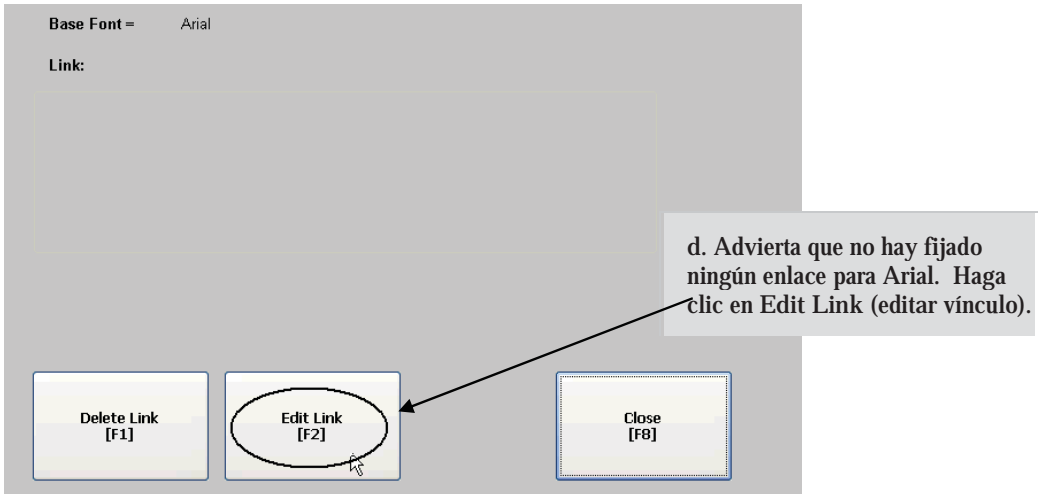 Base Font = Arial
Link:
d. Advierta que no hay fijado
ningún enlace para Arial. Haga
clic en Edit Link (editar vínculo).
Delete Link
[F1]
Edit Link
[F2]
Close
[F8]